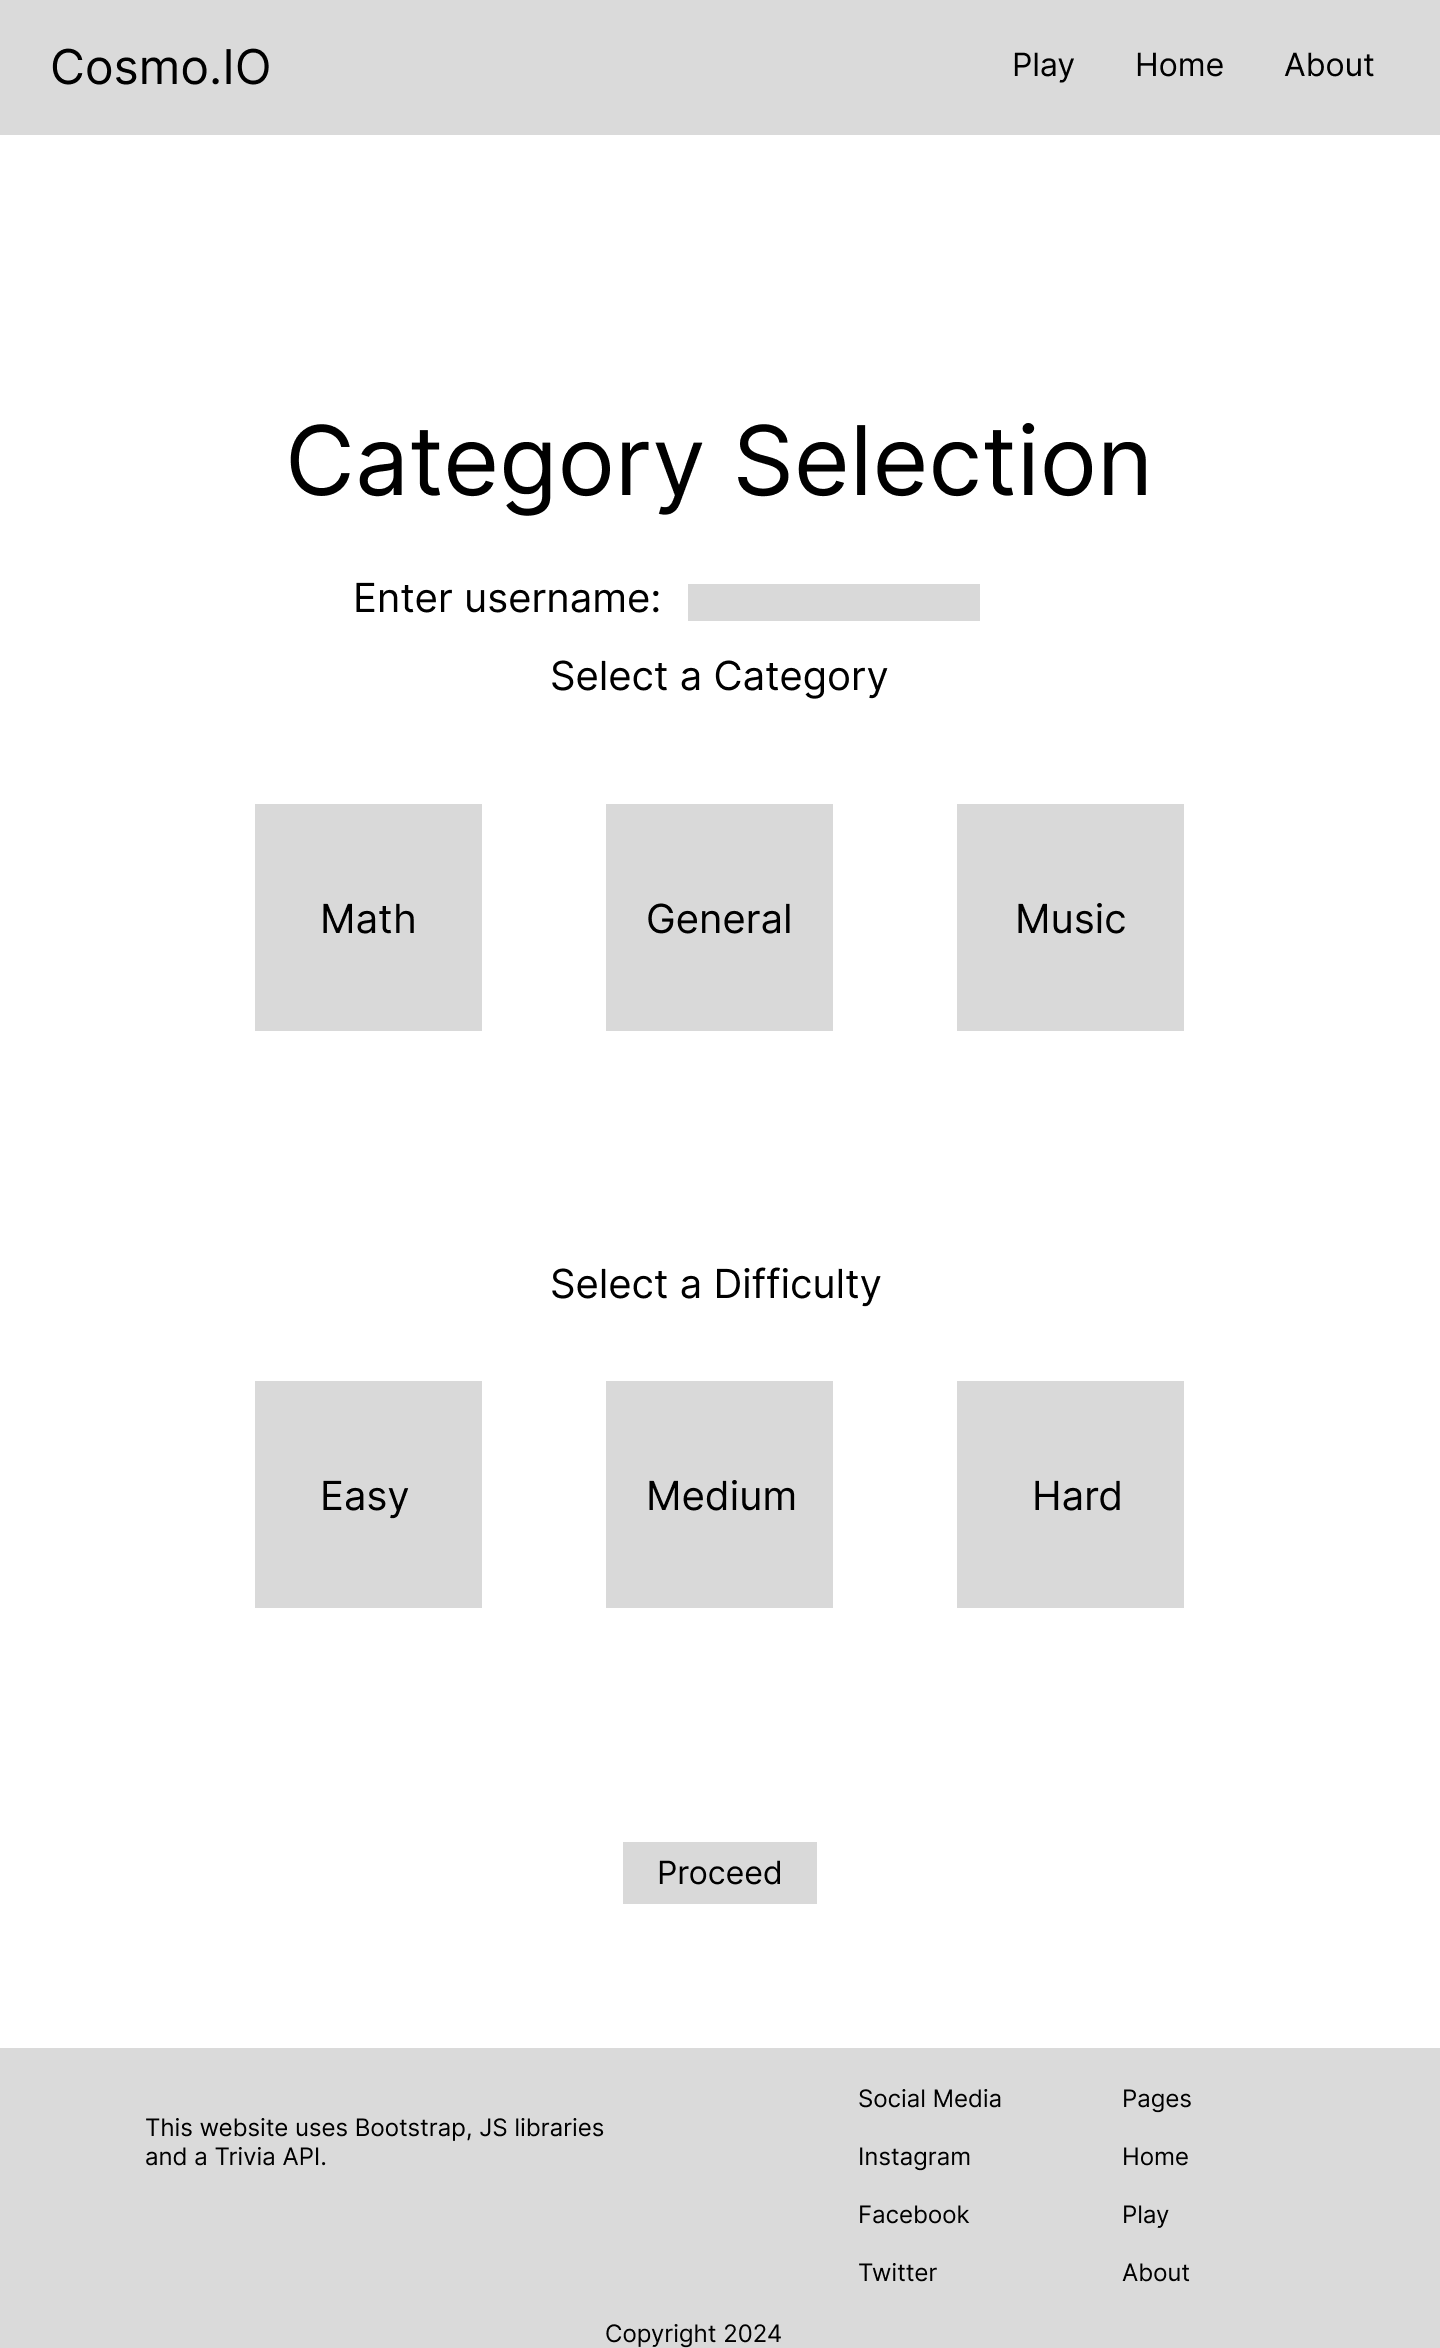 Cosmo.IO
Play
Home
About
Category Selection
Enter username:
Select a Category
Math
General
Music
Select a Difficulty
Easy
Medium
Hard
Proceed
This website uses Bootstrap, JS libraries
and a Trivia API.
Social Media
Instagram
Facebook
Twitter
Pages
Home
Play
About
Copyright 2024